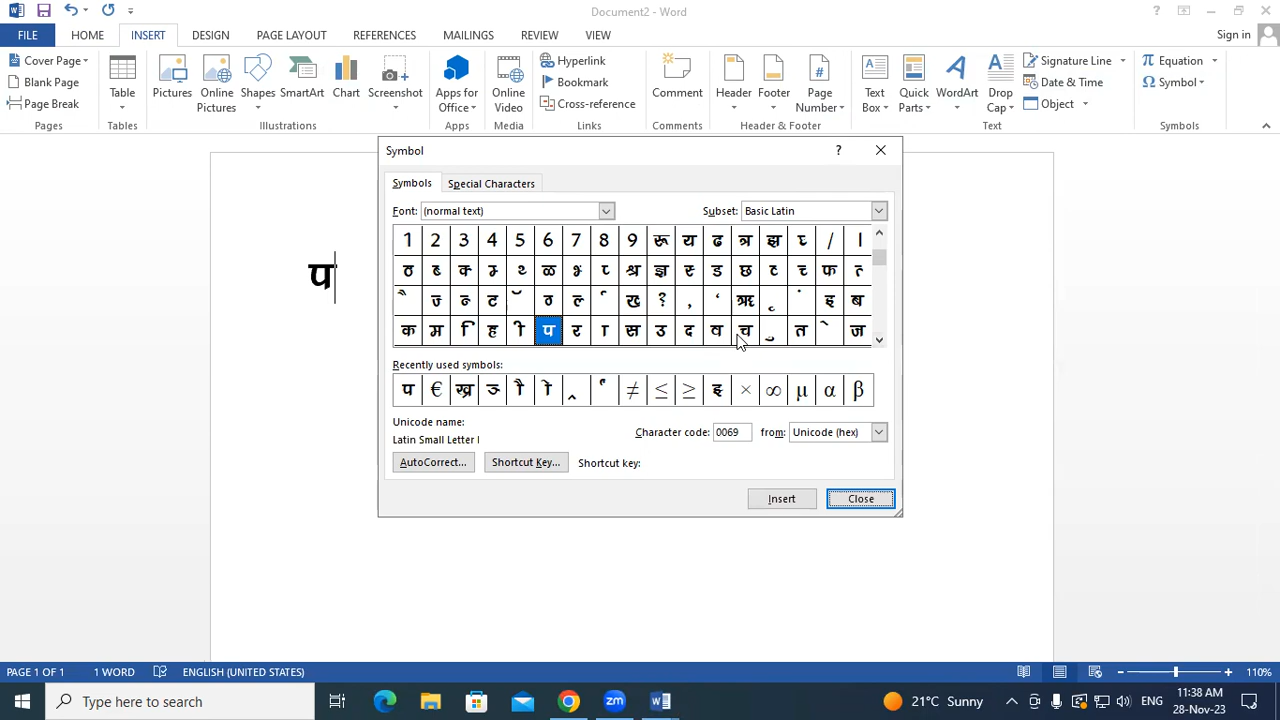 Document2 - Word
FILE HOME INSERT DESIGN PAGE LAYOUT REFERENCES MAILINGS REVIEW VIEW Sign in
Cover Page
Blank Page
Page Break
Pages
Table
Tables
Pictures Online Pictures Shapes SmartArt Chart Screenshot
Illustrations
Apps for Office
Apps
Online Video
Media
Hyperlink
Bookmark
Cross-reference
Links
Comment
Comments
Header Footer Page Number
Header & Footer
Text Box Quick Parts WordArt Drop Cap
Signature Line
Date & Time
Object
Text
Equation
Symbol
Symbols
प
Symbol
Symbols Special Characters
Font: (normal text) Subset: Basic Latin
1 2 3 4 5 6 7 8 9 रू य ढ त्र झ /
क म ि ह ी प र ा स उ द व च ु त े ज
Recently used symbols:
प € ≠ ≤ ≥ × ∞ μ α β
Unicode name:
Latin Small Letter I
Character code: 0069 from: Unicode (hex)
AutoCorrect... Shortcut Key... Shortcut key:
Insert Close
PAGE 1 OF 1 1 WORD ENGLISH (UNITED STATES) 110%
Type here to search
21°C Sunny ENG 11:38 AM
28-Nov-23